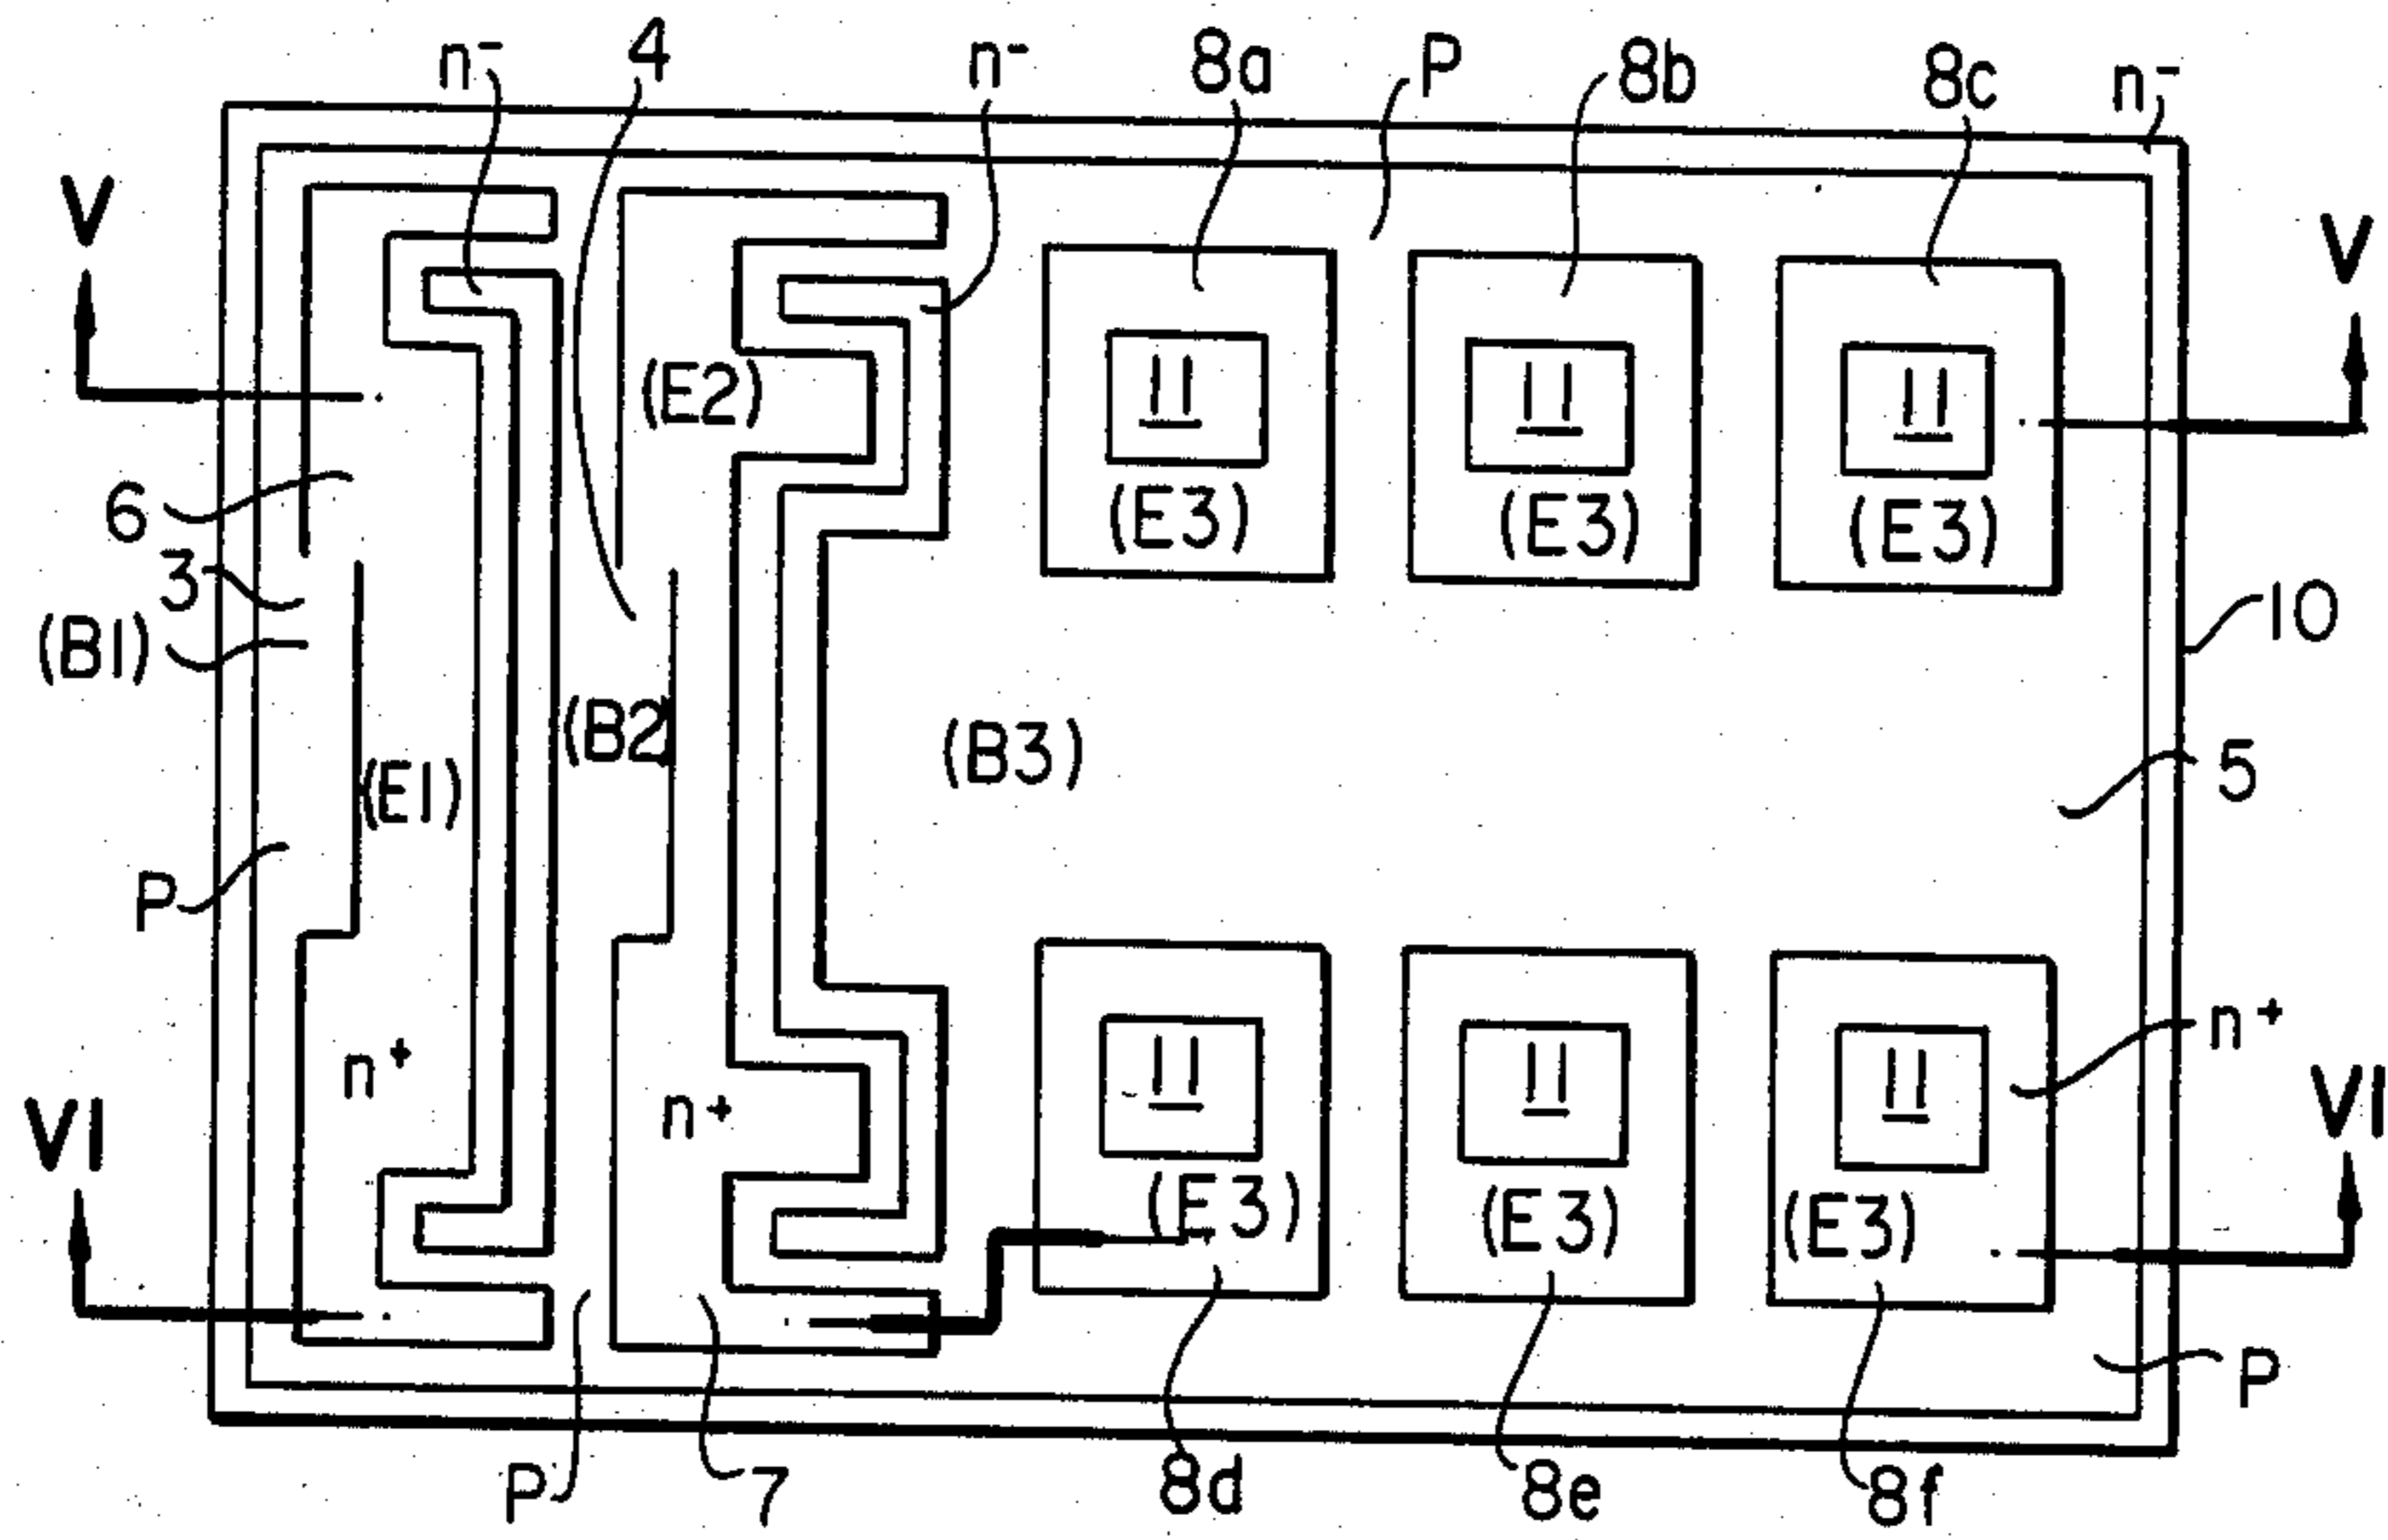 n⁻ 4 n⁻ 8a P 8b 8c n⁻
V V
(E2)
11 11 11
6 (E3) (E3) (E3)
3
(B1) 10
(B2) (B3) 5
(E1)
P
n⁺ n⁺ 11 11 11 n⁺
VI VI
(E3) (E3) (E3)
P
P 7 8d 8e 8f